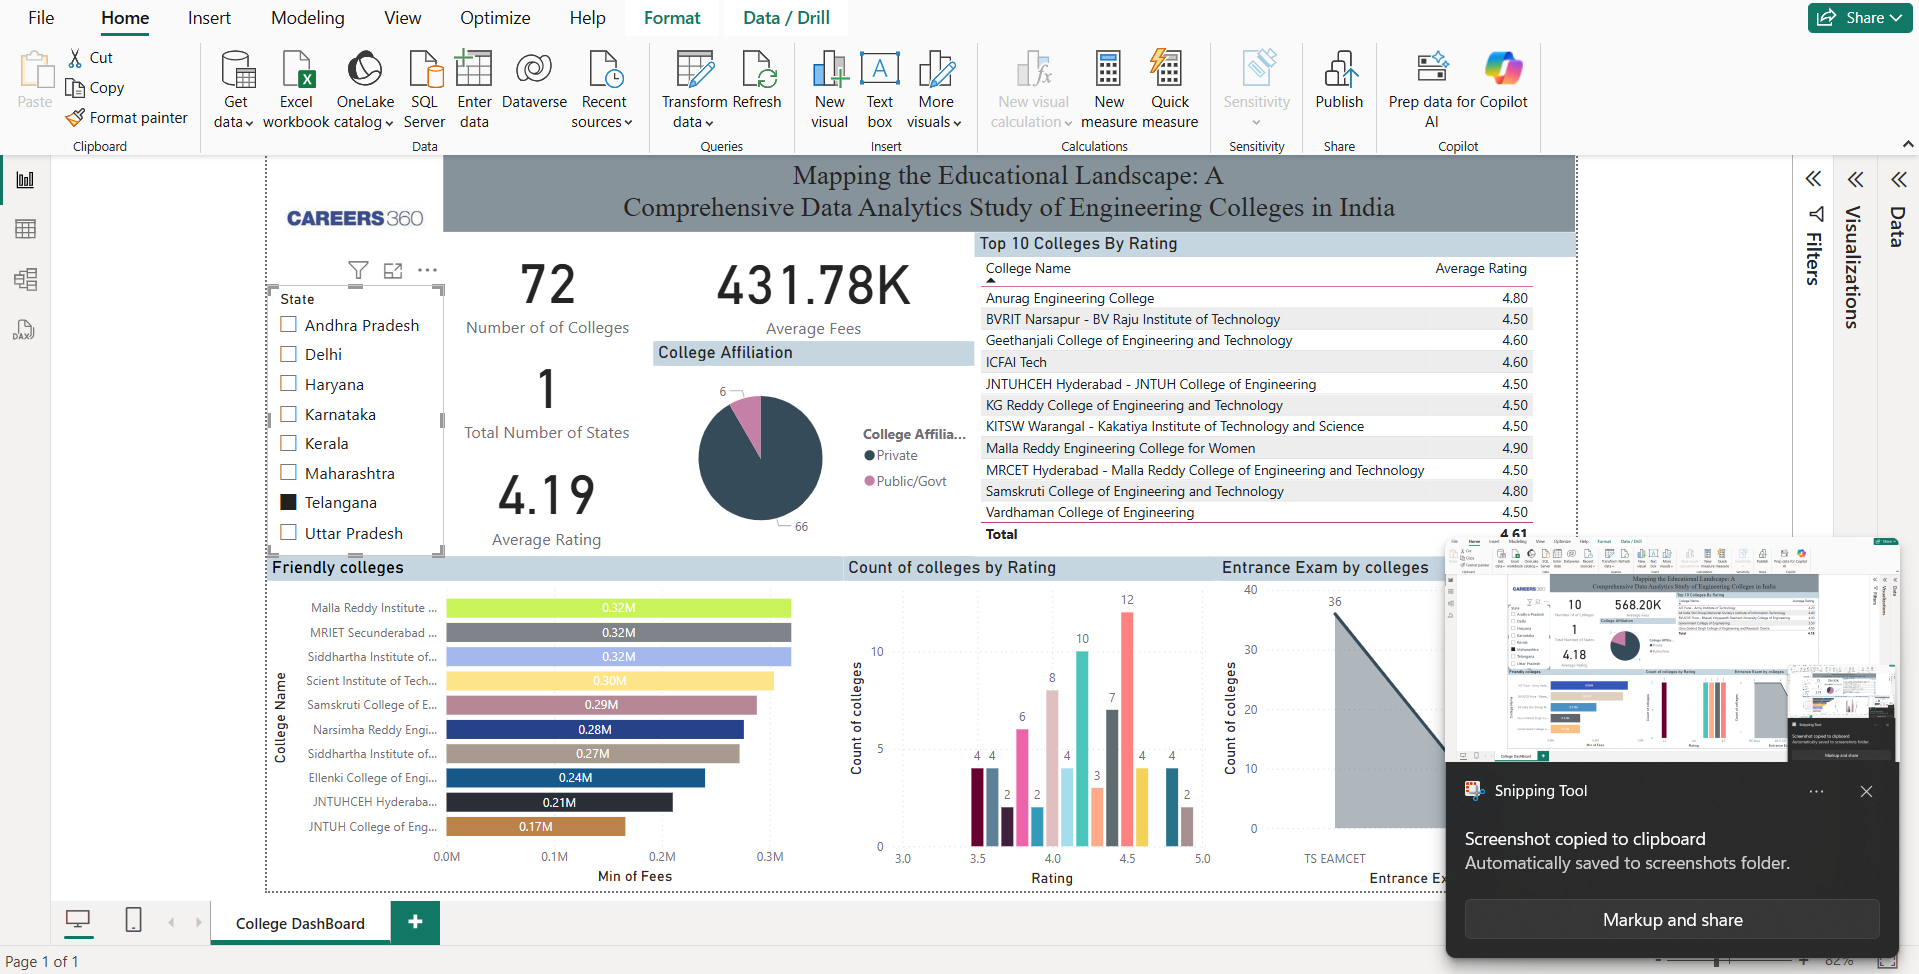 File Home Insert Modeling View Optimize Help Format Data / Drill Share
Paste
Cut
Copy
Format painter
Clipboard
Get data
Excel workbook
OneLake catalog
SQL Server
Enter data
Dataverse
Recent sources
Data
Transform data
Refresh
Queries
New visual
Text box
More visuals
Insert
New visual calculation
New measure
Quick measure
Calculations
Sensitivity
Sensitivity
Publish
Share
Prep data for AI
Copilot
Copilot
Mapping the Educational Landscape: A
Comprehensive Data Analytics Study of Engineering Colleges in India
CAREERS360
State
Andhra Pradesh
Delhi
Haryana
Karnataka
Kerala
Maharashtra
Telangana
Uttar Pradesh
72
Number of of Colleges
1
Total Number of States
4.19
Average Rating
431.78K
Average Fees
College Affiliation
6
66
College Affilia...
Private
Public/Govt
Top 10 Colleges By Rating
College Name Average Rating
Anurag Engineering College 4.80
BVRIT Narsapur - BV Raju Institute of Technology 4.50
Geethanjali College of Engineering and Technology 4.60
ICFAI Tech 4.60
JNTUHCEH Hyderabad - JNTUH College of Engineering 4.50
KG Reddy College of Engineering and Technology 4.50
KITSW Warangal - Kakatiya Institute of Technology and Science 4.50
Malla Reddy Engineering College for Women 4.90
MRCET Hyderabad - Malla Reddy College of Engineering and Technology 4.50
Samskruti College of Engineering and Technology 4.80
Vardhaman College of Engineering 4.50
Total 4.61
Friendly colleges
College Name
Malla Reddy Institute ... 0.32M
MRIET Secunderabad ... 0.32M
Siddhartha Institute of... 0.32M
Scient Institute of Tech... 0.30M
Samskruti College of E... 0.29M
Narsimha Reddy Engi... 0.28M
Siddhartha Institute of... 0.27M
Ellenki College of Engi... 0.24M
JNTUHCEH Hyderaba... 0.21M
JNTUH College of Eng... 0.17M
0.0M 0.1M 0.2M 0.3M
Min of Fees
Count of colleges by Rating
Count of colleges
10
5
0
4 4 2 6 2 8 4 10 3 7 12 4 4 2
3.0 3.5 4.0 4.5 5.0
Rating
Entrance Exam by colleges
Count of colleges
40
30
20
10
0
36
TS EAMCET
Entrance Ex
Filters
Visualizations
Data
10
Number of of Colleges
1
Total Number of States
4.18
Average Rating
568.20K
Snipping Tool
Screenshot copied to clipboard
Automatically saved to screenshots folder.
Markup and share
College DashBoard
Page 1 of 1
82%